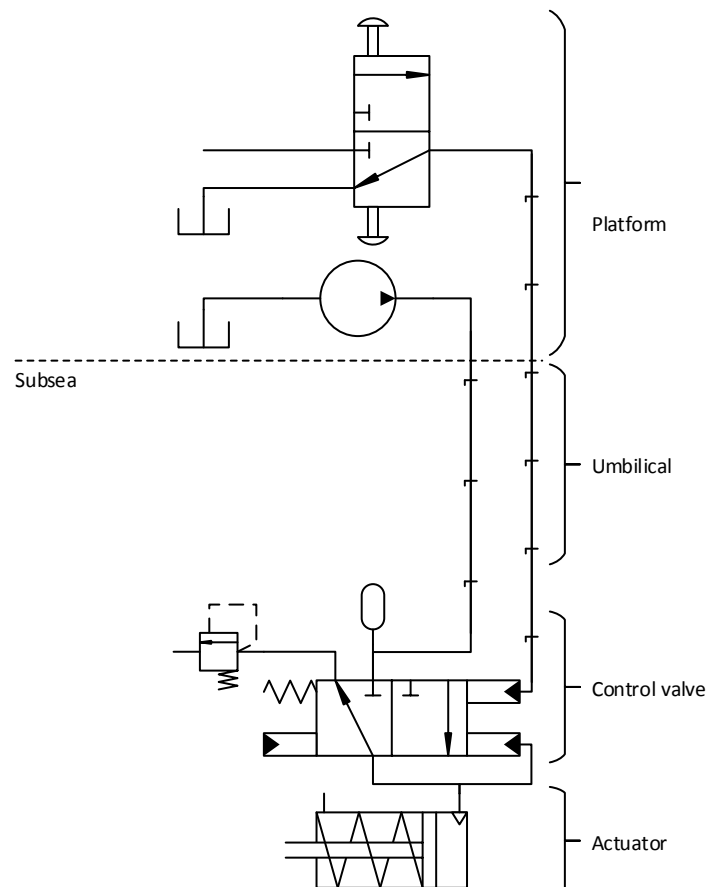 Platform
Subsea
Umbilical
Control valve
Actuator